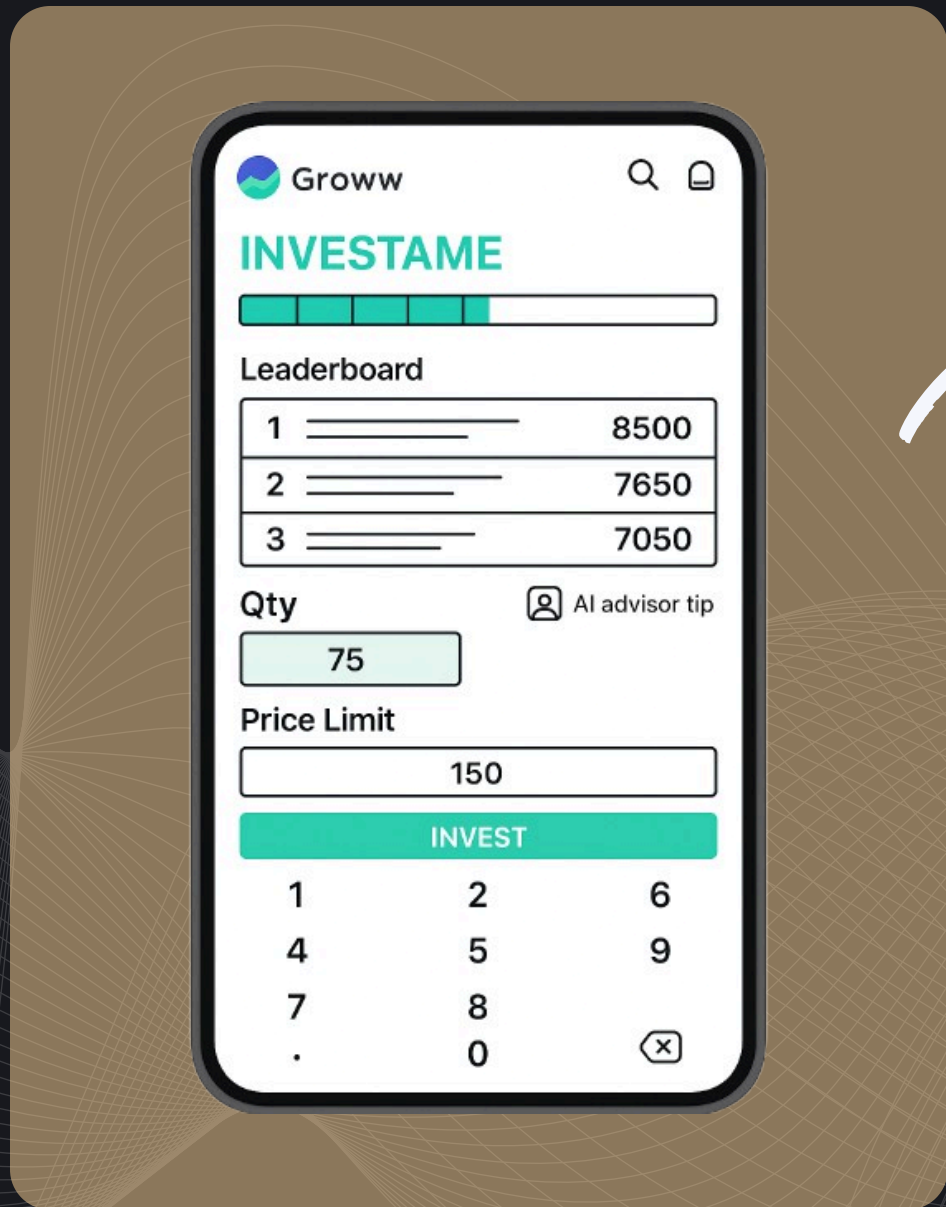 Groww
INVESTAME
Leaderboard
1 8500
2 7650
3 7050
Qty AI advisor tip
75
Price Limit
150
INVEST
1 2 6
4 5 9
7 8
. 0